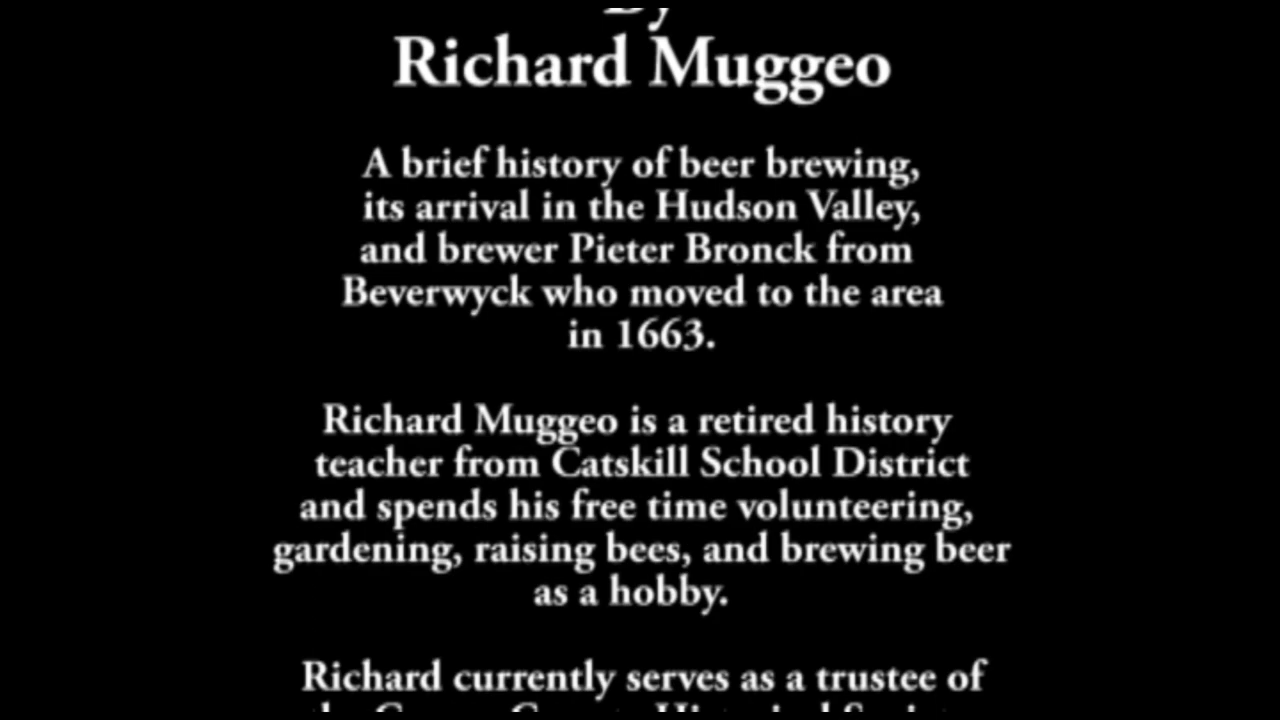 By
Richard Muggeo
A brief history of beer brewing,
its arrival in the Hudson Valley,
and brewer Pieter Bronck from
Beverwyck who moved to the area
in 1663.
Richard Muggeo is a retired history
teacher from Catskill School District
and spends his free time volunteering,
gardening, raising bees, and brewing beer
as a hobby.
Richard currently serves as a trustee of